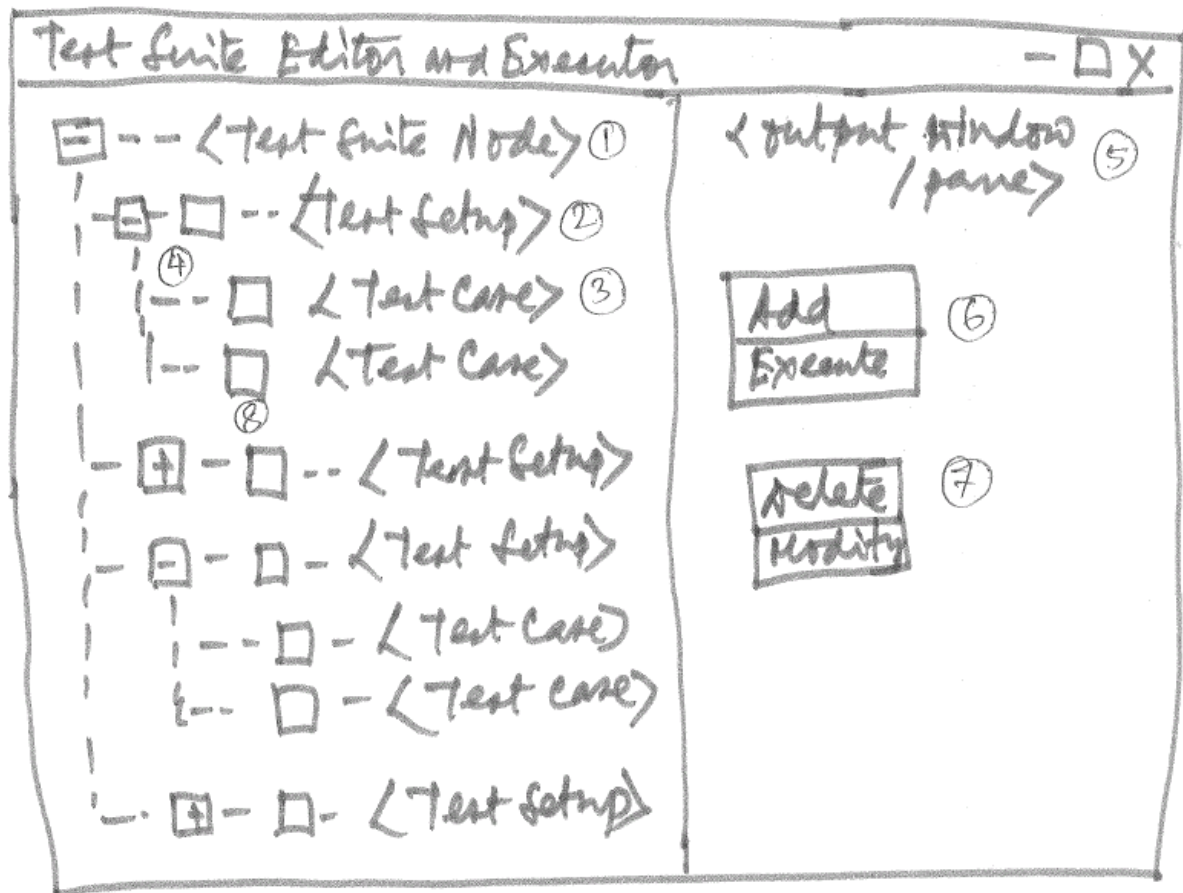 Test Suite Editor and Executor - □ X
<Test Suite Node> ①
<Test Setup> ②
④
<Test Case> ③
<Test Case>
⑧
<Test Setup>
<Test Setup>
<Test Case>
<Test Case>
<Test Setup>
<output window
/pane> ⑤
Add ⑥
Execute
Delete ⑦
Modify